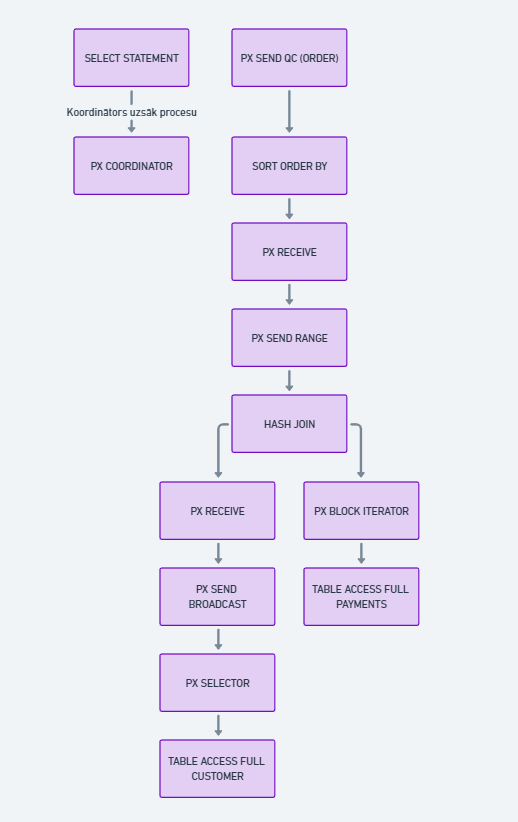 SELECT STATEMENT
PX SEND QC (ORDER)
Koordinātors uzsāk procesu
PX COORDINATOR
SORT ORDER BY
PX RECEIVE
PX SEND RANGE
HASH JOIN
PX RECEIVE
PX BLOCK ITERATOR
PX SEND
BROADCAST
TABLE ACCESS FULL
PAYMENTS
PX SELECTOR
TABLE ACCESS FULL
CUSTOMER